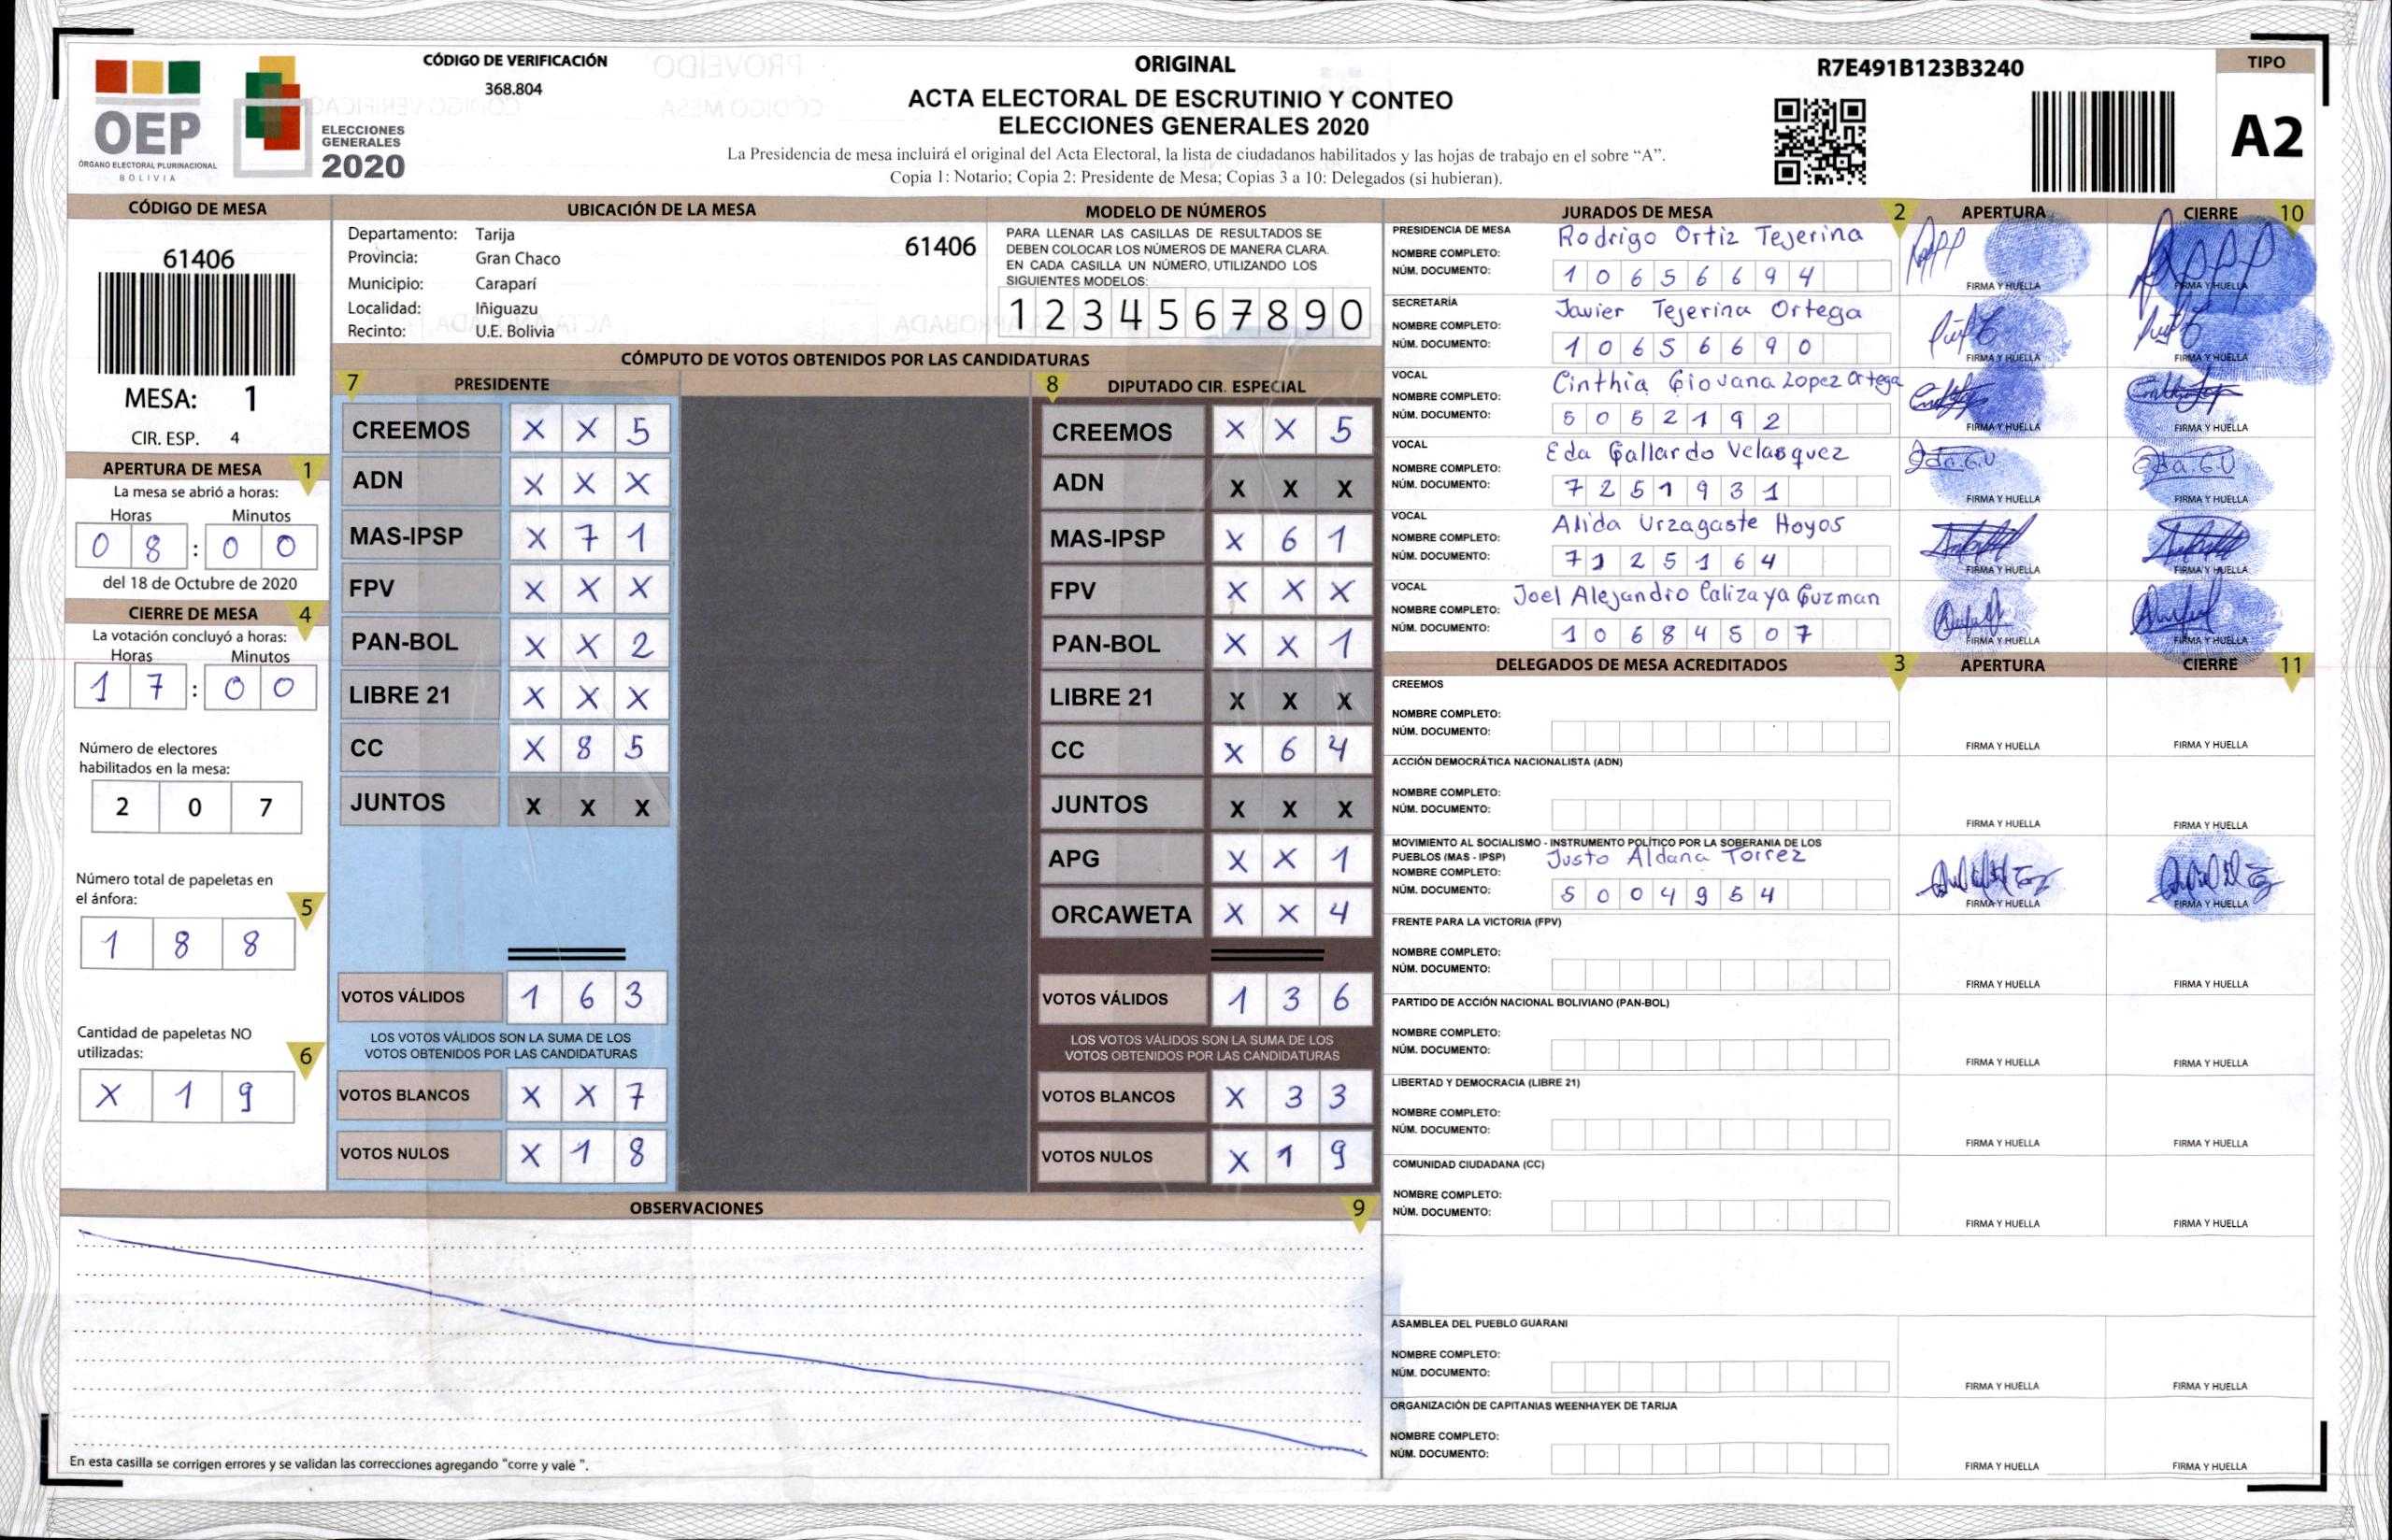 OEP
ÓRGANO ELECTORAL PLURINACIONAL
BOLIVIA
ELECCIONES
GENERALES
2020
CÓDIGO DE VERIFICACIÓN
368.804
ORIGINAL
ACTA ELECTORAL DE ESCRUTINIO Y CONTEO
ELECCIONES GENERALES 2020
La Presidencia de mesa incluirá el original del Acta Electoral, la lista de ciudadanos habilitados y las hojas de trabajo en el sobre “A”.
Copia 1: Notario; Copia 2: Presidente de Mesa; Copias 3 a 10: Delegados (si hubieran).
R7E491B123B3240
TIPO
A2
CÓDIGO DE MESA
61406
MESA: 1
CIR. ESP. 4
APERTURA DE MESA 1
La mesa se abrió a horas:
Horas Minutos
0 8 : 0 0
del 18 de Octubre de 2020
CIERRE DE MESA 4
La votación concluyó a horas:
Horas Minutos
1 7 : 0 0
Número de electores
habilitados en la mesa:
2 0 7
Número total de papeletas en
el ánfora: 5
1 8 8
Cantidad de papeletas NO
utilizadas: 6
X 1 9
UBICACIÓN DE LA MESA
Departamento: Tarija
61406
Provincia: Gran Chaco
Municipio: Caraparí
Localidad: Iñiguazu
Recinto: U.E. Bolivia
MODELO DE NÚMEROS
PARA LLENAR LAS CASILLAS DE RESULTADOS SE
DEBEN COLOCAR LOS NÚMEROS DE MANERA CLARA.
EN CADA CASILLA UN NÚMERO, UTILIZANDO LOS
SIGUIENTES MODELOS:
1 2 3 4 5 6 7 8 9 0
CÓMPUTO DE VOTOS OBTENIDOS POR LAS CANDIDATURAS
7 PRESIDENTE
CREEMOS X X 5
ADN X X X
MAS-IPSP X 7 1
FPV X X X
PAN-BOL X X 2
LIBRE 21 X X X
CC X 8 5
JUNTOS X X X
VOTOS VÁLIDOS 1 6 3
LOS VOTOS VÁLIDOS SON LA SUMA DE LOS
VOTOS OBTENIDOS POR LAS CANDIDATURAS
VOTOS BLANCOS X X 7
VOTOS NULOS X 1 8
8 DIPUTADO CIR. ESPECIAL
CREEMOS X X 5
ADN X X X
MAS-IPSP X 6 1
FPV X X X
PAN-BOL X X 1
LIBRE 21 X X X
CC X 6 4
JUNTOS X X X
APG X X 1
ORCAWETA X X 4
VOTOS VÁLIDOS 1 3 6
LOS VOTOS VÁLIDOS SON LA SUMA DE LOS
VOTOS OBTENIDOS POR LAS CANDIDATURAS
VOTOS BLANCOS X 3 3
VOTOS NULOS X 1 9
OBSERVACIONES 9
En esta casilla se corrigen errores y se validan las correcciones agregando "corre y vale ".
JURADOS DE MESA 2 APERTURA CIERRE 10
PRESIDENCIA DE MESA
Rodrigo Ortiz Tejerina
NOMBRE COMPLETO:
NÚM. DOCUMENTO: 1 0 6 5 6 6 9 4
FIRMA Y HUELLA FIRMA Y HUELLA
SECRETARÍA
Javier Tejerina Ortega
NOMBRE COMPLETO:
NÚM. DOCUMENTO: 1 0 6 5 6 6 9 0
FIRMA Y HUELLA FIRMA Y HUELLA
VOCAL
Cinthia Giovana Lopez Ortega
NOMBRE COMPLETO:
NÚM. DOCUMENTO: 5 0 5 2 1 9 2
FIRMA Y HUELLA FIRMA Y HUELLA
VOCAL
Eda Gallardo Velasquez
NOMBRE COMPLETO:
NÚM. DOCUMENTO: 7 2 5 1 9 3 1
Eda.G.V Eda.G.V
FIRMA Y HUELLA FIRMA Y HUELLA
VOCAL
Alida Urzagaste Hoyos
NOMBRE COMPLETO:
NÚM. DOCUMENTO: 7 1 2 5 1 6 4
FIRMA Y HUELLA FIRMA Y HUELLA
VOCAL
Joel Alejandro Calizaya Guzman
NOMBRE COMPLETO:
NÚM. DOCUMENTO: 1 0 6 8 4 5 0 7
FIRMA Y HUELLA FIRMA Y HUELLA
DELEGADOS DE MESA ACREDITADOS 3 APERTURA CIERRE 11
CREEMOS
NOMBRE COMPLETO:
NÚM. DOCUMENTO:
FIRMA Y HUELLA FIRMA Y HUELLA
ACCIÓN DEMOCRÁTICA NACIONALISTA (ADN)
NOMBRE COMPLETO:
NÚM. DOCUMENTO:
FIRMA Y HUELLA FIRMA Y HUELLA
MOVIMIENTO AL SOCIALISMO - INSTRUMENTO POLÍTICO POR LA SOBERANIA DE LOS
PUEBLOS (MAS - IPSP) Justo Aldana Torrez
NOMBRE COMPLETO:
NÚM. DOCUMENTO: 5 0 0 4 9 5 4
FIRMA Y HUELLA FIRMA Y HUELLA
FRENTE PARA LA VICTORIA (FPV)
NOMBRE COMPLETO:
NÚM. DOCUMENTO:
FIRMA Y HUELLA FIRMA Y HUELLA
PARTIDO DE ACCIÓN NACIONAL BOLIVIANO (PAN-BOL)
NOMBRE COMPLETO:
NÚM. DOCUMENTO:
FIRMA Y HUELLA FIRMA Y HUELLA
LIBERTAD Y DEMOCRACIA (LIBRE 21)
NOMBRE COMPLETO:
NÚM. DOCUMENTO:
FIRMA Y HUELLA FIRMA Y HUELLA
COMUNIDAD CIUDADANA (CC)
NOMBRE COMPLETO:
NÚM. DOCUMENTO:
FIRMA Y HUELLA FIRMA Y HUELLA
ASAMBLEA DEL PUEBLO GUARANI
NOMBRE COMPLETO:
NÚM. DOCUMENTO:
FIRMA Y HUELLA FIRMA Y HUELLA
ORGANIZACIÓN DE CAPITANIAS WEENHAYEK DE TARIJA
NOMBRE COMPLETO:
NÚM. DOCUMENTO:
FIRMA Y HUELLA FIRMA Y HUELLA